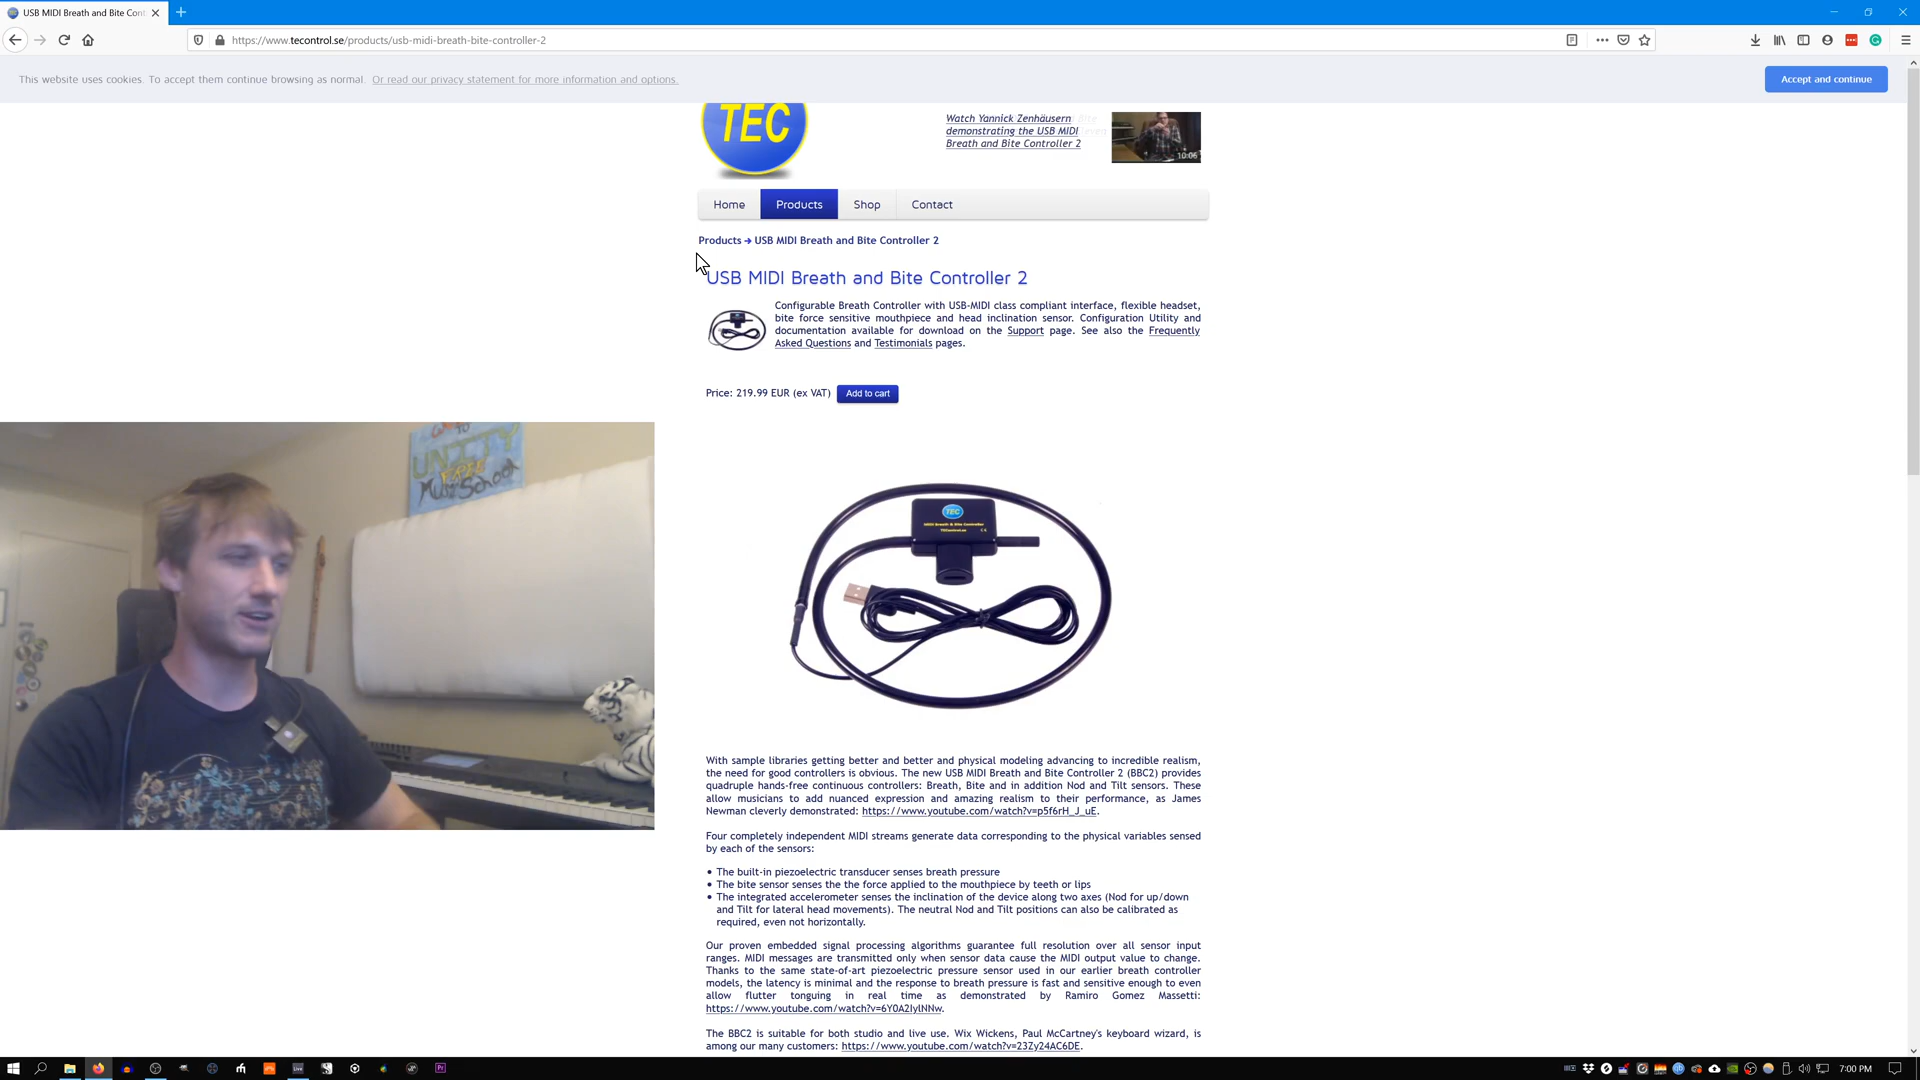 USB MIDI Breath and Bite Cont
https://www.tecontrol.se/products/usb-midi-breath-bite-controller-2
This website uses cookies. To accept them continue browsing as normal. Or read our privacy statement for more information and options.
Accept and continue
TEC
Watch Yannick Zenhäusern
demonstrating the USB MIDI
Breath and Bite Controller 2
10:06
Home
Products
Shop
Contact
Products ➔ USB MIDI Breath and Bite Controller 2
USB MIDI Breath and Bite Controller 2
Configurable Breath Controller with USB-MIDI class compliant interface, flexible headset,
bite force sensitive mouthpiece and head inclination sensor. Configuration Utility and
documentation available for download on the Support page. See also the Frequently
Asked Questions and Testimonials pages.
Price: 219.99 EUR (ex VAT)
Add to cart
UNITY
FREE
Music School
TEC
USB MIDI Breath & Bite Controller
TEControl.se
With sample libraries getting better and better and physical modeling advancing to incredible realism,
the need for good controllers is obvious. The new USB MIDI Breath and Bite Controller 2 (BBC2) provides
quadruple hands-free continuous controllers: Breath, Bite and in addition Nod and Tilt sensors. These
allow musicians to add nuanced expression and amazing realism to their performance, as James
Newman cleverly demonstrated: https://www.youtube.com/watch?v=p5f6rH_J_uE.
Four completely independent MIDI streams generate data corresponding to the physical variables sensed
by each of the sensors:
• The built-in piezoelectric transducer senses breath pressure
• The bite sensor senses the the force applied to the mouthpiece by teeth or lips
• The integrated accelerometer senses the inclination of the device along two axes (Nod for up/down
and Tilt for lateral head movements). The neutral Nod and Tilt positions can also be calibrated as
required, even not horizontally.
Our proven embedded signal processing algorithms guarantee full resolution over all sensor input
ranges. MIDI messages are transmitted only when sensor data cause the MIDI output value to change.
Thanks to the same state-of-art piezoelectric pressure sensor used in our earlier breath controller
models, the latency is minimal and the response to breath pressure is fast and sensitive enough to even
allow flutter tonguing in real time as demonstrated by Ramiro Gomez Massetti:
https://www.youtube.com/watch?v=6Y0A2IylNNw.
The BBC2 is suitable for both studio and live use. Wix Wickens, Paul McCartney's keyboard wizard, is
among our many customers: https://www.youtube.com/watch?v=23Zy24AC6DE.
Live
Pr
7:00 PM